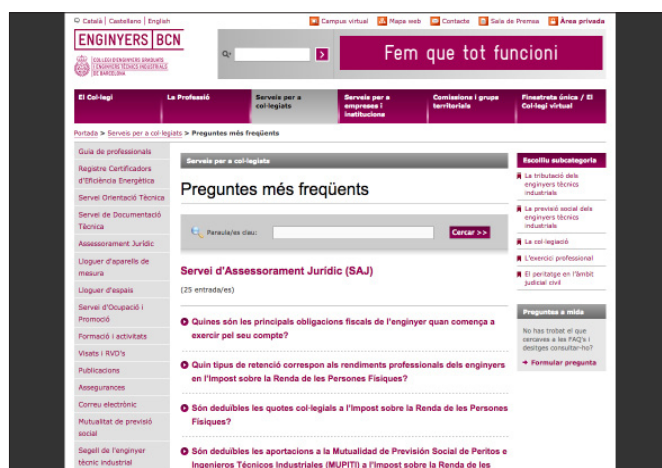 Català | Castellano | English
Campus virtual
Mapa web
Contacte
Sala de Premsa
Àrea privada
ENGINYERS BCN
COL·LEGI D'ENGINYERS GRADUATS
I ENGINYERS TÈCNICS INDUSTRIALS
DE BARCELONA
Fem que tot funcioni
El Col·legi
La Professió
Serveis per a
col·legiats
Serveis per a
empreses i
institucions
Comissions i grups
territorials
Finestreta única / El
Col·legi virtual
Portada > Serveis per a col·legiats > Preguntes més freqüents
Guia de professionals
Registre Certificadors
d'Eficiència Energètica
Servei Orientació Tècnica
Servei de Documentació
Tècnica
Assessorament Jurídic
Lloguer d'aparells de
mesura
Lloguer d'espais
Servei d'Ocupació i
Promoció
Formació i activitats
Visats i RVD's
Publicacions
Assegurances
Correu electrònic
Mutualitat de previsió
social
Segell de l'enginyer
tècnic industrial
Serveis per a col·legiats
Preguntes més freqüents
Paraula/es clau:
Cercar >>
Servei d'Assessorament Jurídic (SAJ)
(25 entrada/es)
Quines són les principals obligacions fiscals de l'enginyer quan comença a
exercir pel seu compte?
Quin tipus de retenció correspon als rendiments professionals dels enginyers
en l'Impost sobre la Renda de les Persones Físiques?
Són deduïbles les quotes col·legials a l'Impost sobre la Renda de les Persones
Físiques?
Són deduïbles les aportacions a la Mutualidad de Previsión Social de Peritos e
Ingenieros Técnicos Industriales (MUPITI) a l'Impost sobre la Renda de les
Escolliu subcategoria
La tributació dels
enginyers tècnics
industrials
La previsió social dels
enginyers tècnics
industrials
La col·legiació
L'exercici professional
El peritatge en l'àmbit
judicial civil
Preguntes a mida
No has trobat el que
cercaves a les FAQ's i
desitges consultar-ho?
Formular pregunta